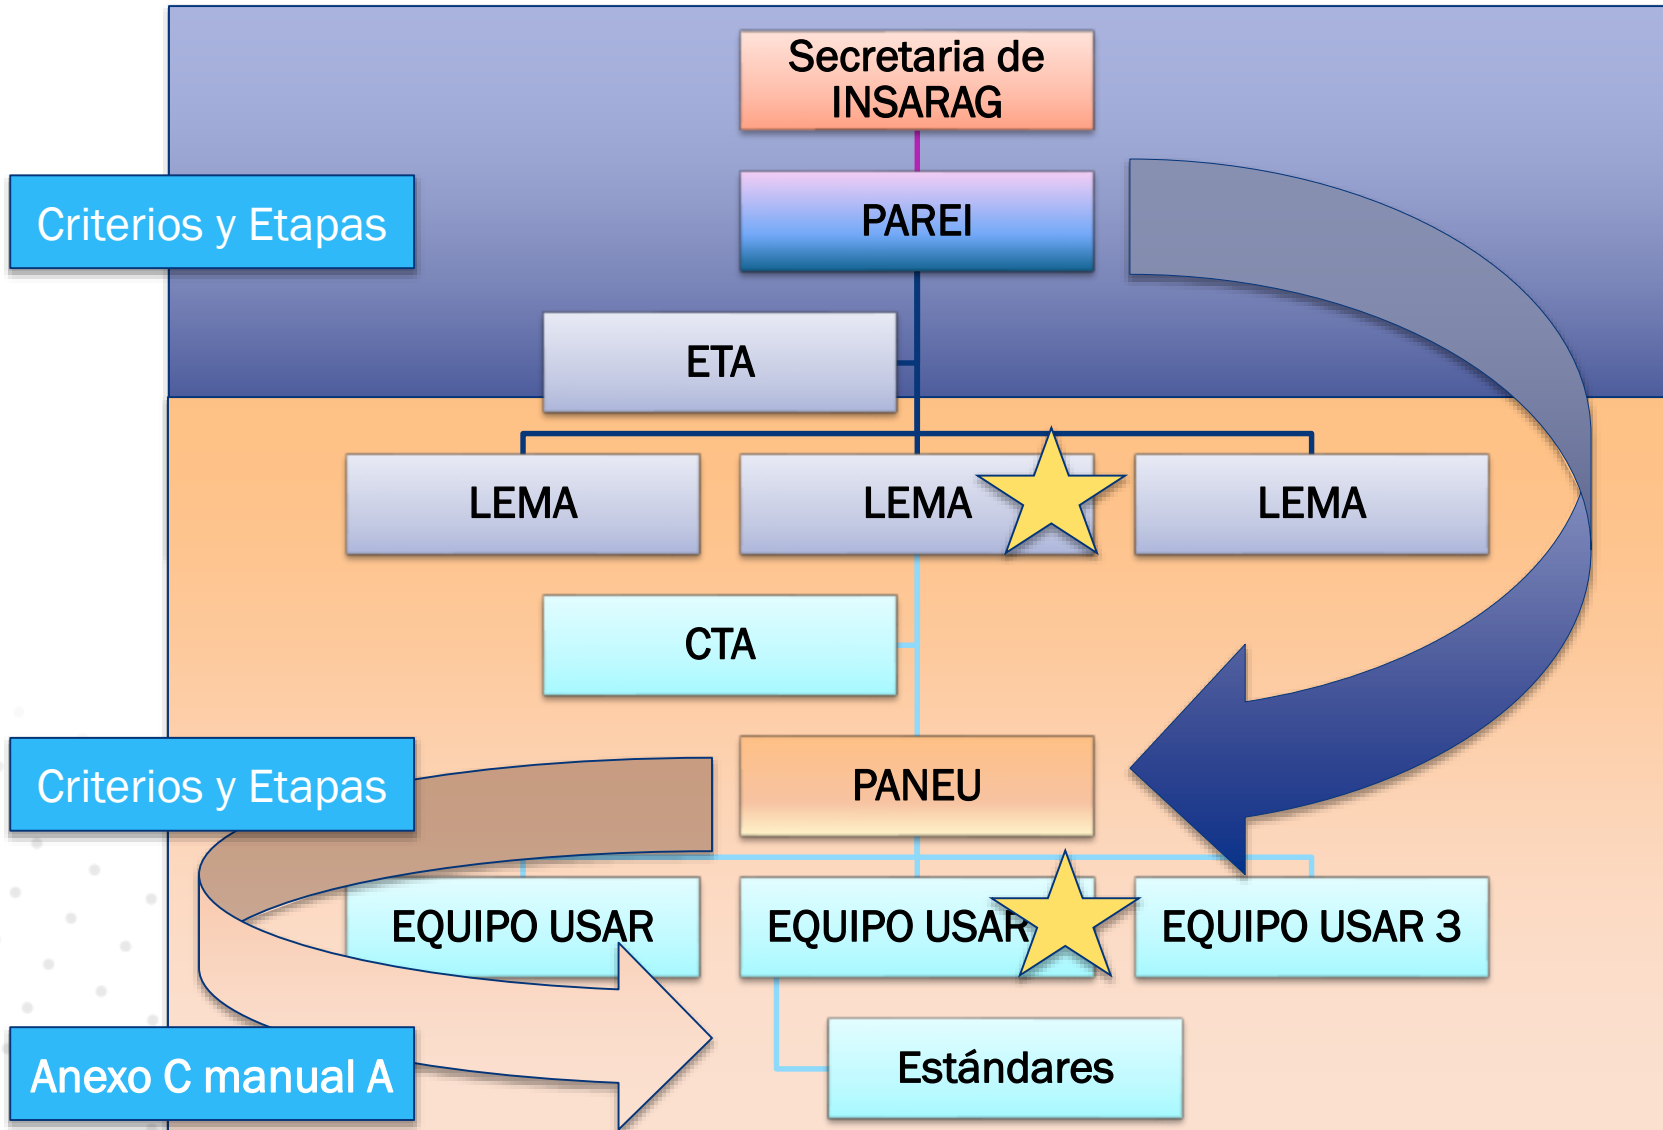 Secretaria de
INSARAG
Criterios y Etapas
PAREI
ETA
LEMA
LEMA
LEMA
CTA
Criterios y Etapas
PANEU
EQUIPO USAR
EQUIPO USAR
EQUIPO USAR 3
Anexo C manual A
Estándares